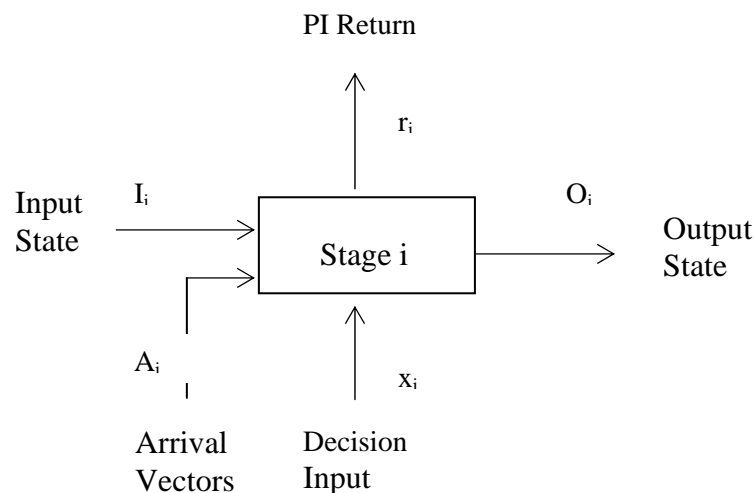 PI Return
rᵢ
Iᵢ
Oᵢ
Input
State
Stage i
Output
State
Aᵢ
xᵢ
Arrival
Vectors
Decision
Input